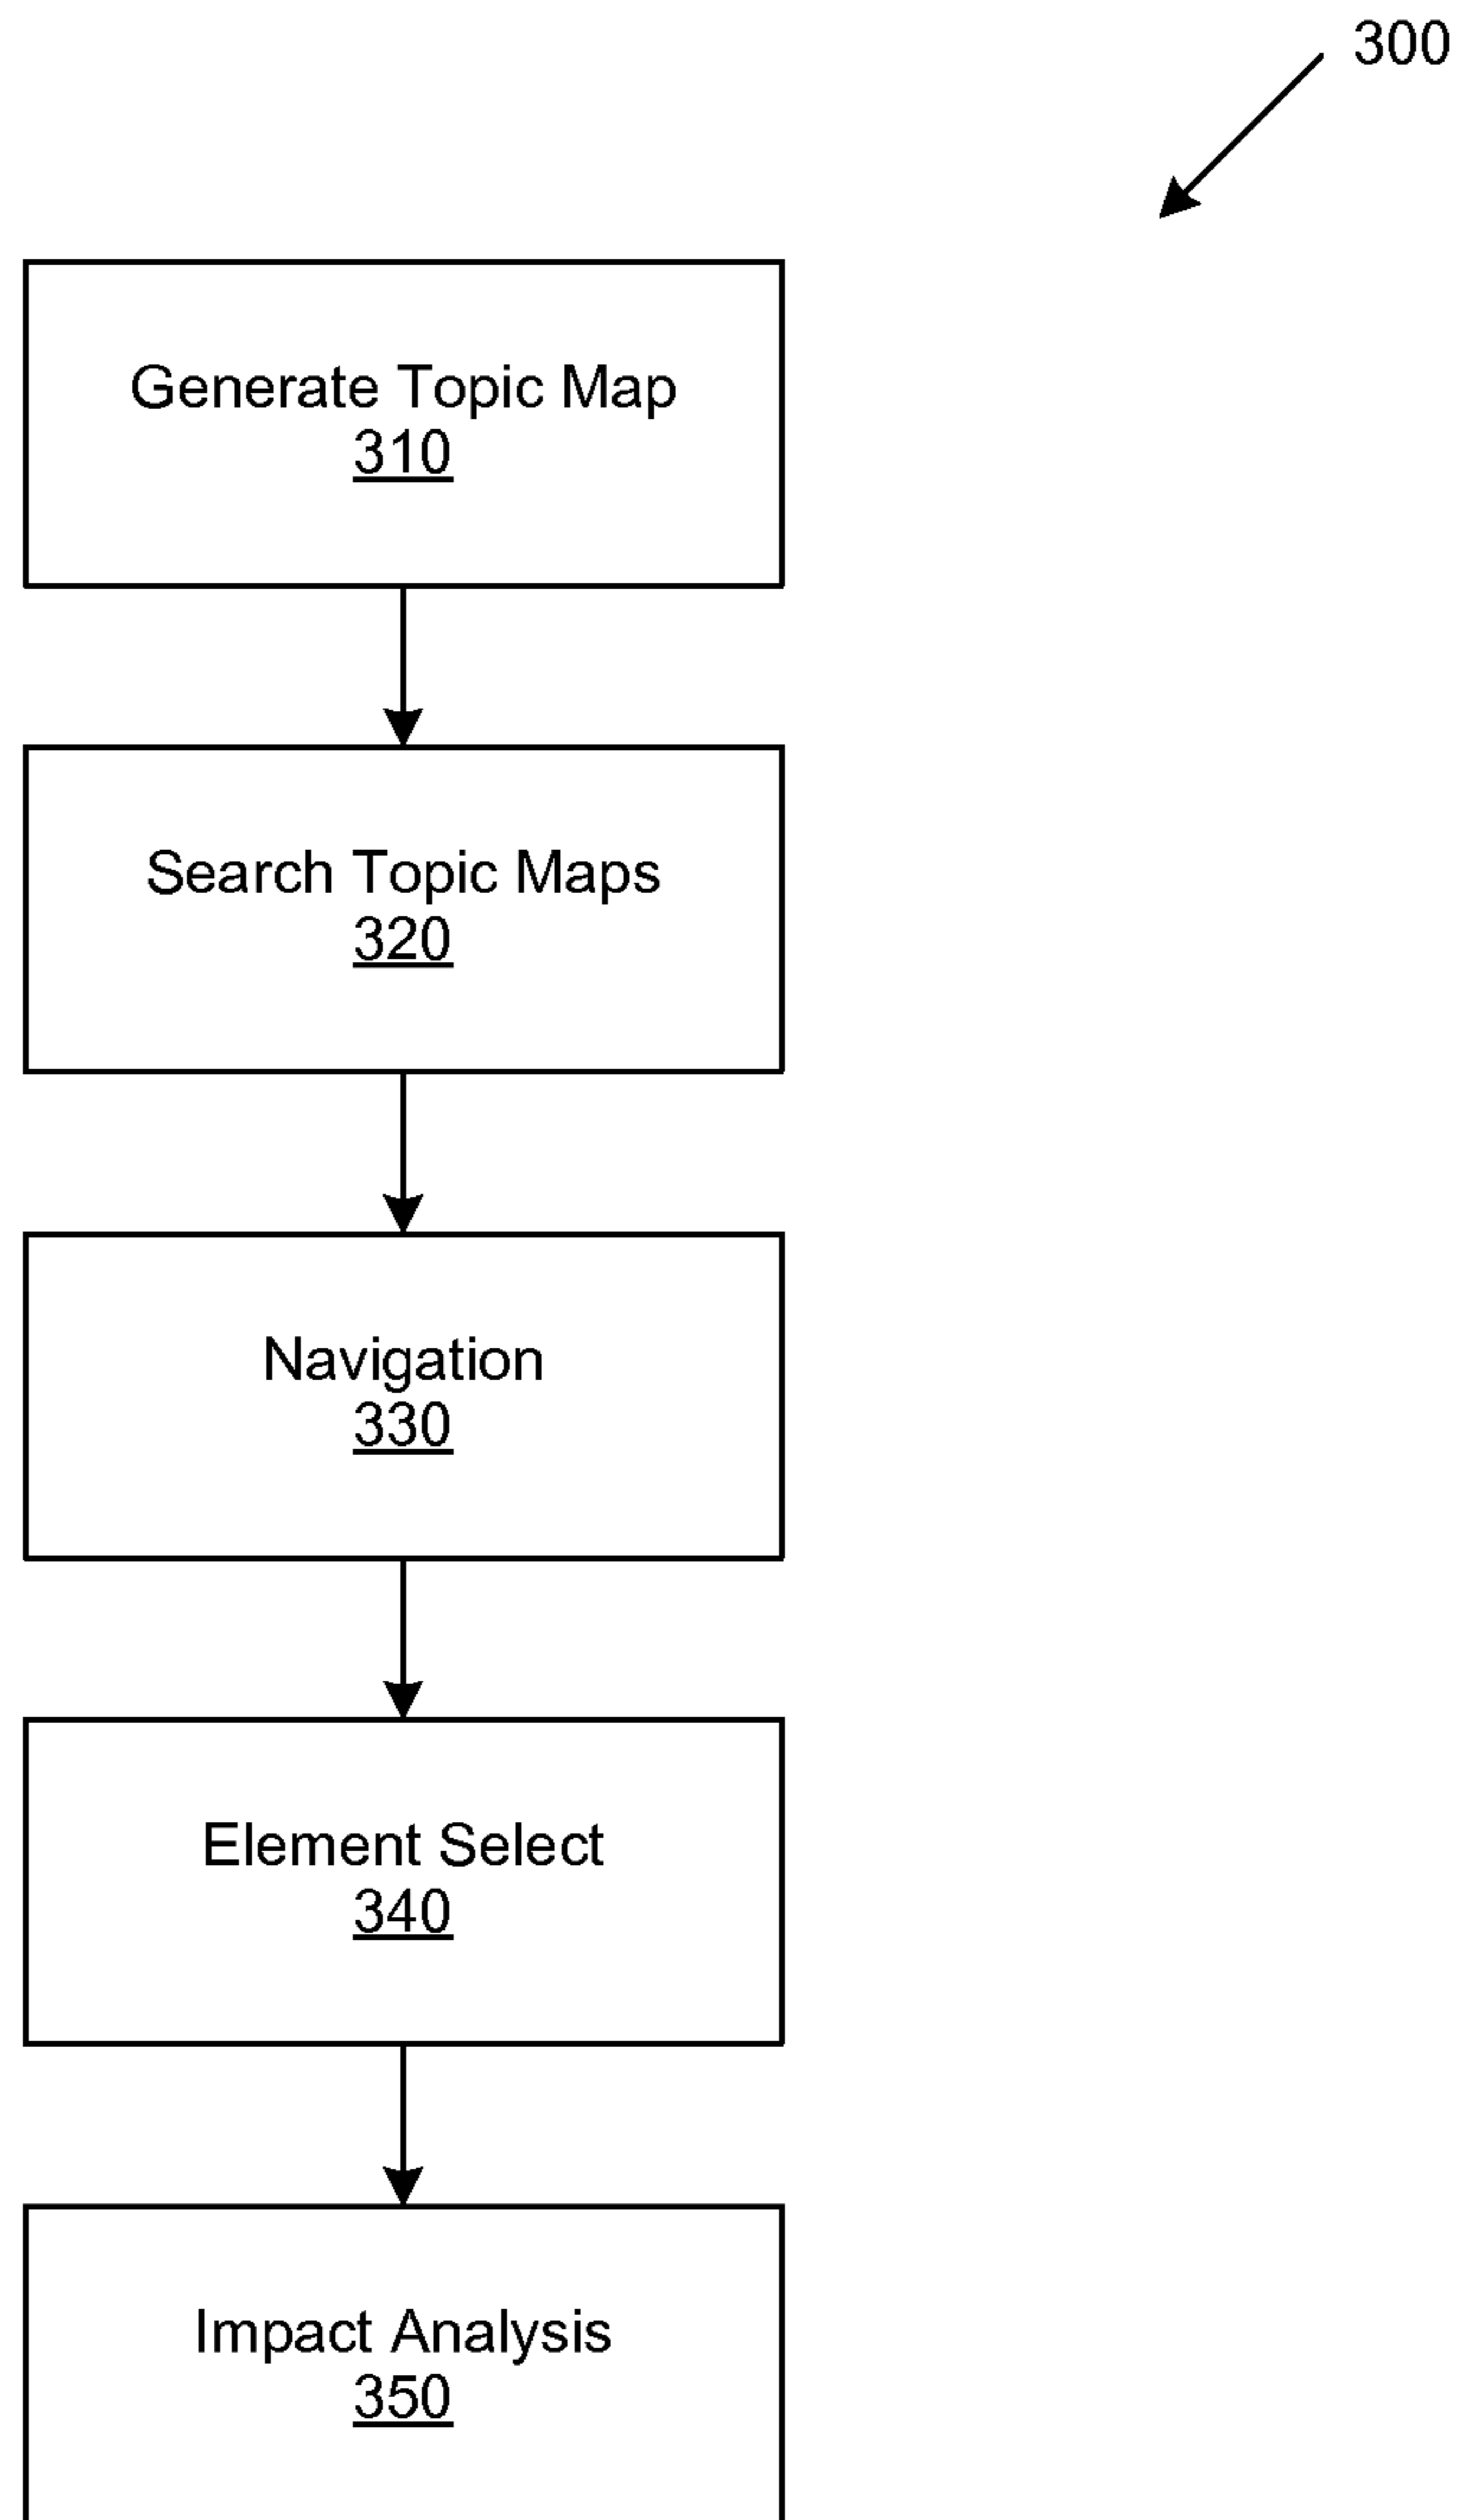 300
Generate Topic Map
310
Search Topic Maps
320
Navigation
330
Element Select
340
Impact Analysis
350